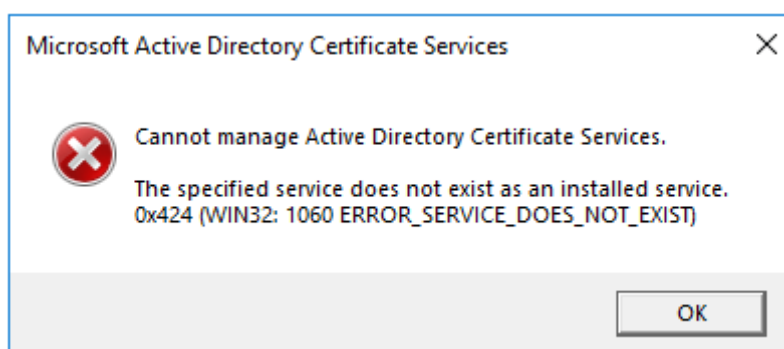 Microsoft Active Directory Certificate Services
Cannot manage Active Directory Certificate Services.
The specified service does not exist as an installed service.
0x424 (WIN32: 1060 ERROR_SERVICE_DOES_NOT_EXIST)
OK